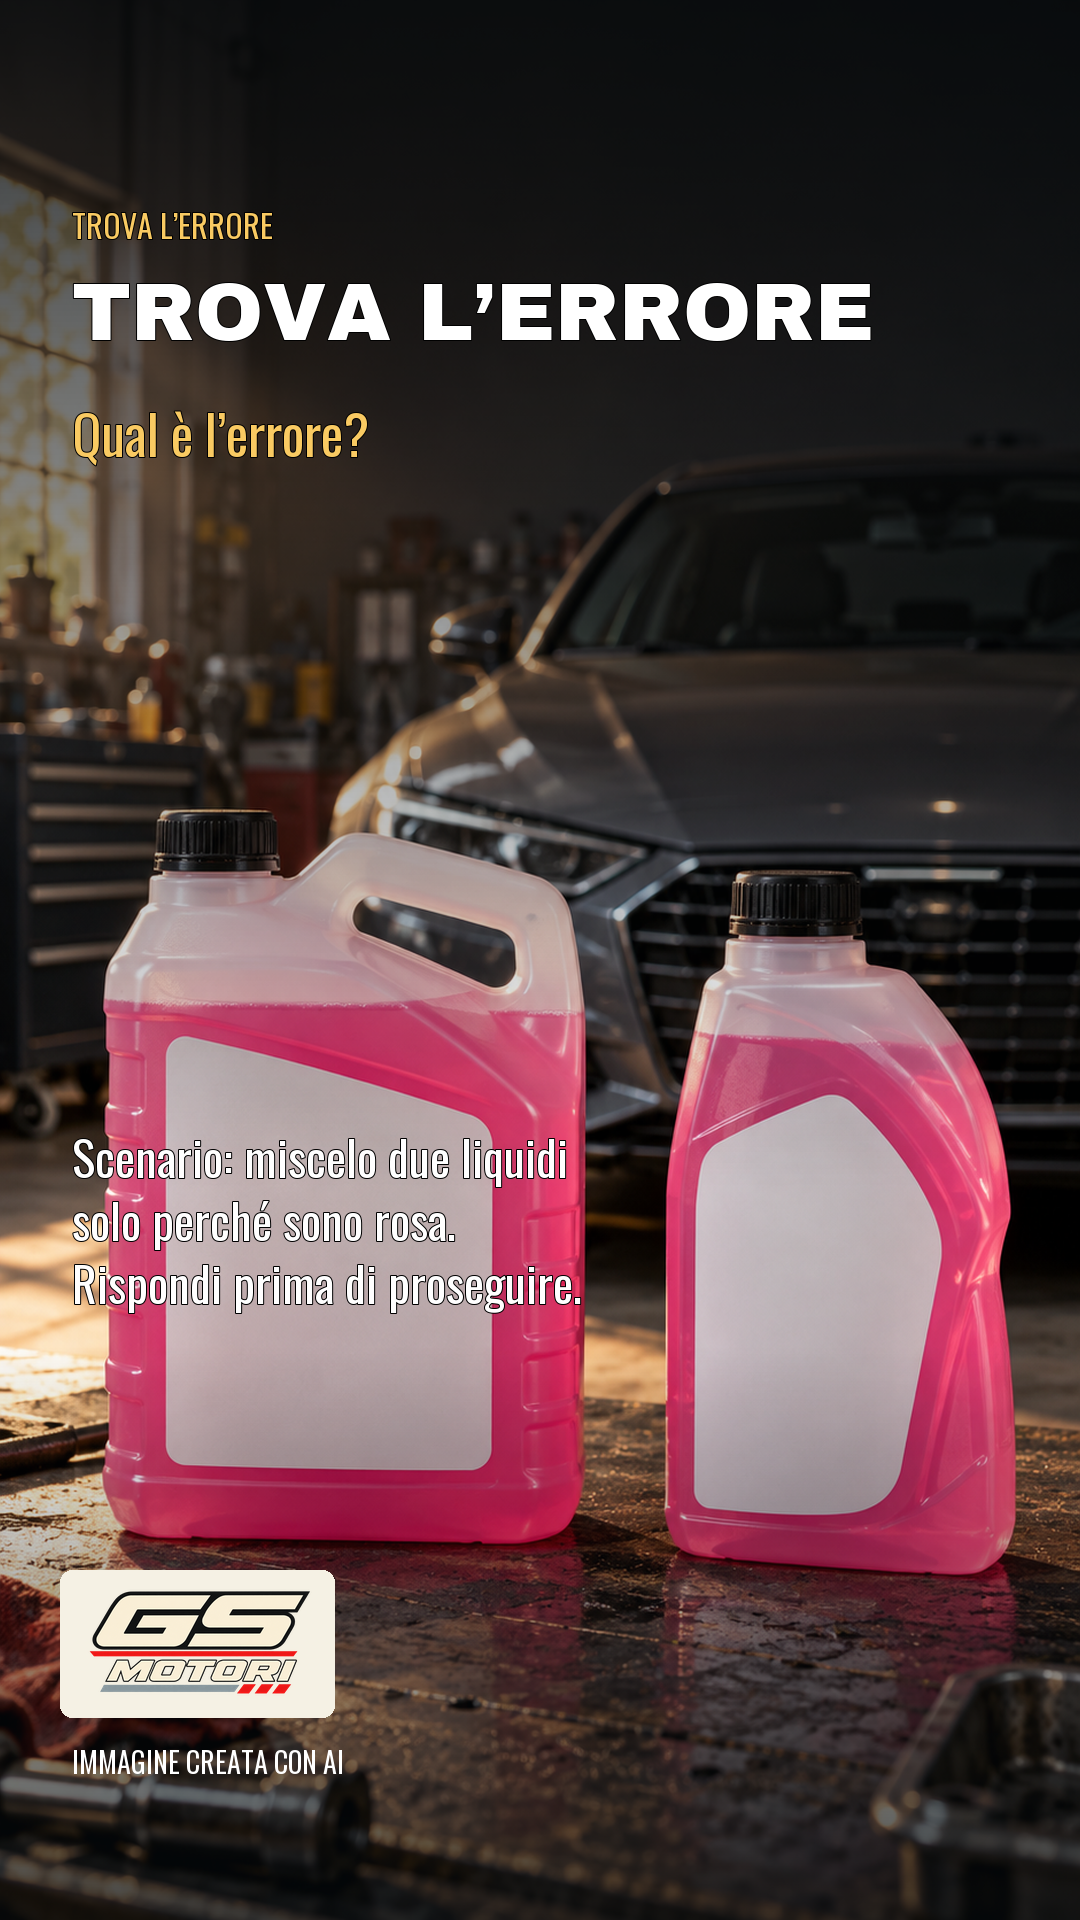 TROVA L’ERRORE
TROVA L’ERRORE
Qual è l’errore?
Scenario: miscelo due liquidi
solo perché sono rosa.
Rispondi prima di proseguire.
GS
MOTORI
IMMAGINE CREATA CON AI